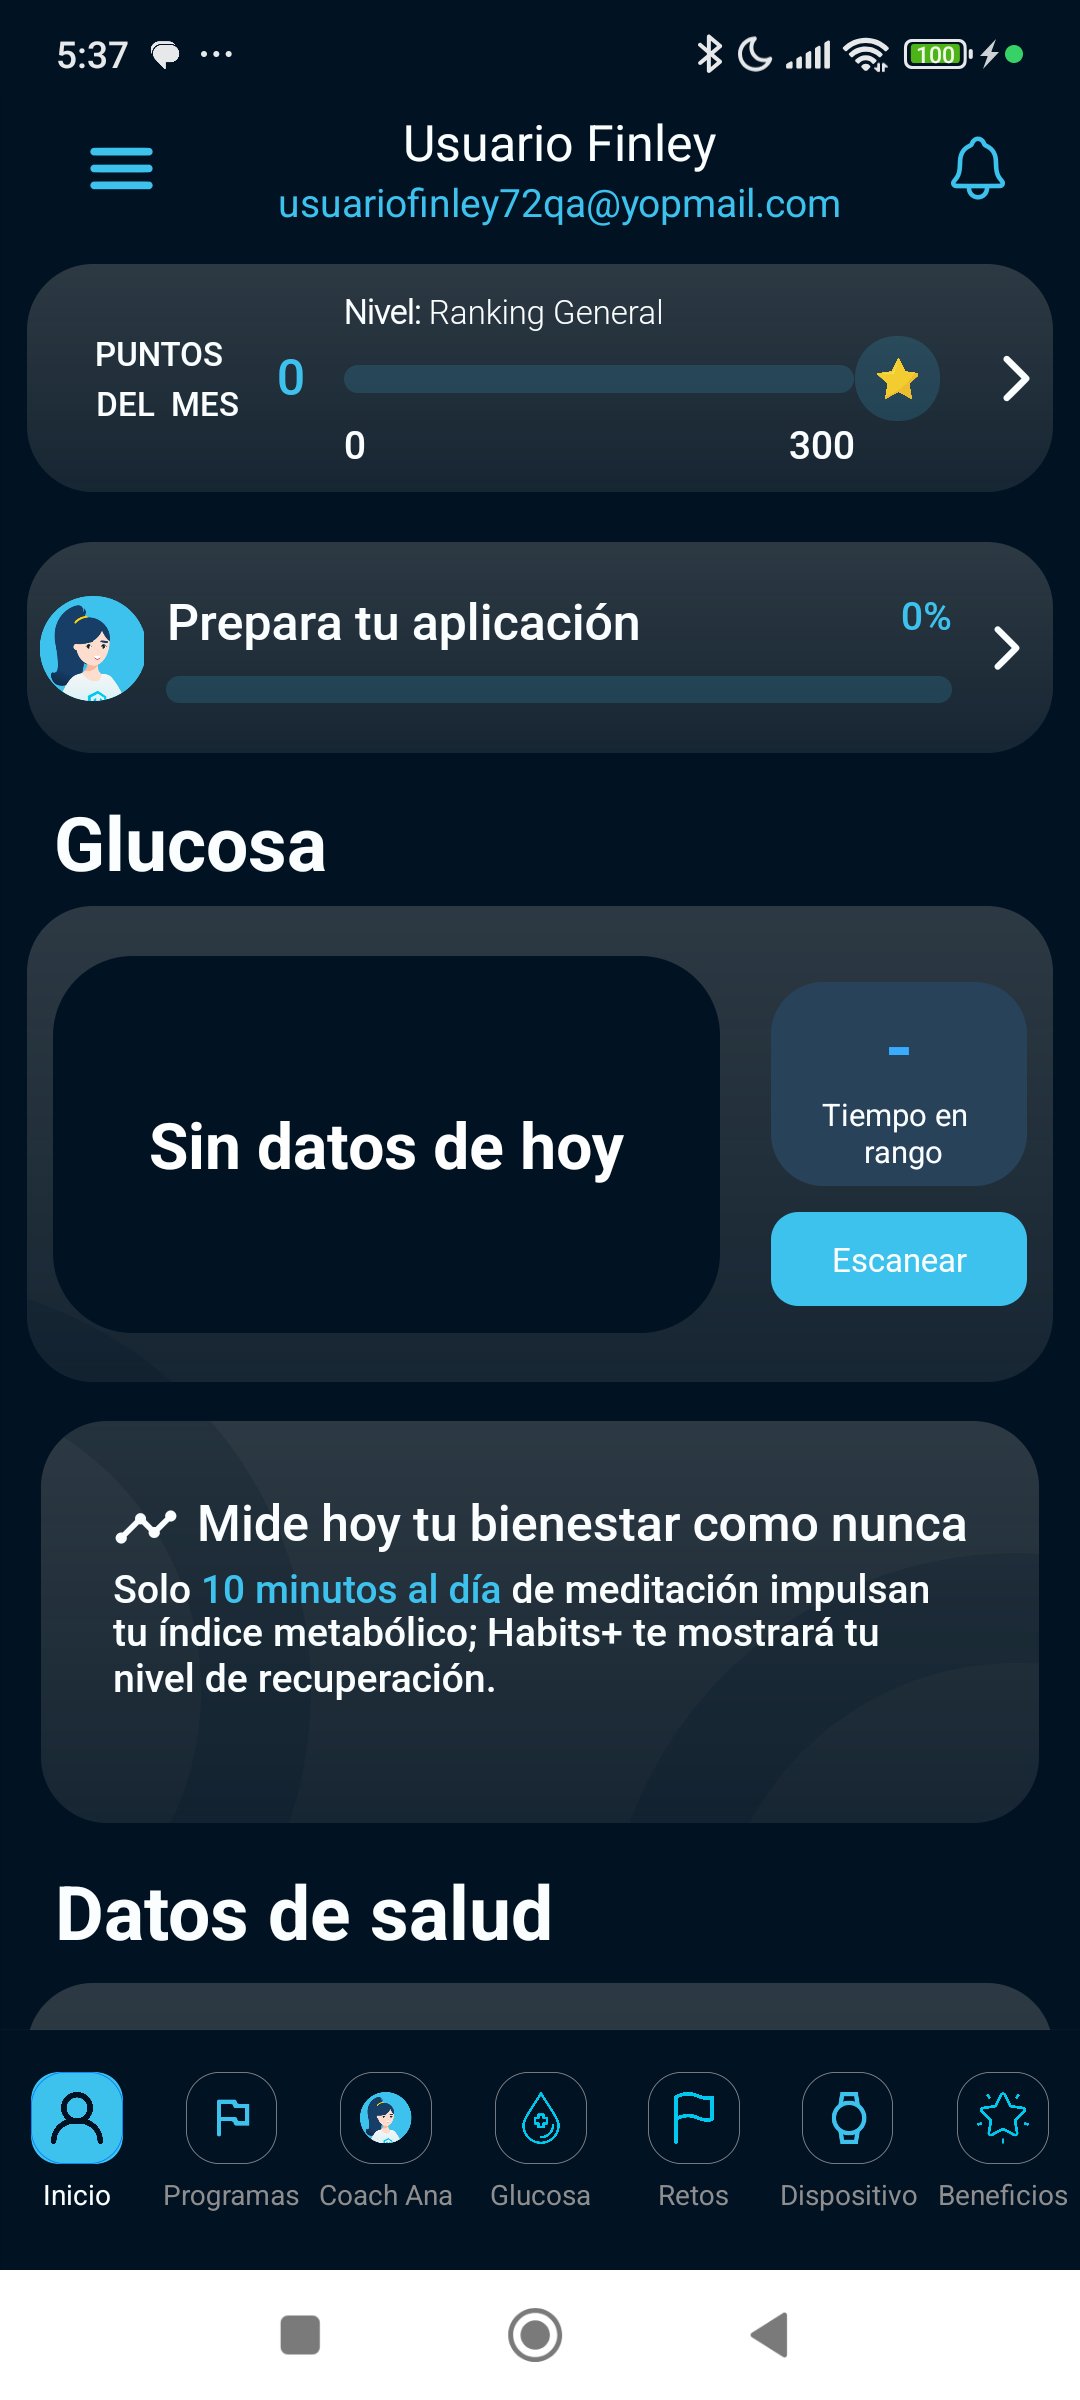 5:37
100
Usuario Finley
usuariofinley72qa@yopmail.com
Nivel: Ranking General
PUNTOS
DEL MES
0
0
300
Prepara tu aplicación
0%
Glucosa
Sin datos de hoy
-
Tiempo en
rango
Escanear
Mide hoy tu bienestar como nunca
Solo 10 minutos al día de meditación impulsan
tu índice metabólico; Habits+ te mostrará tu
nivel de recuperación.
Datos de salud
Inicio
Programas
Coach Ana
Glucosa
Retos
Dispositivo
Beneficios